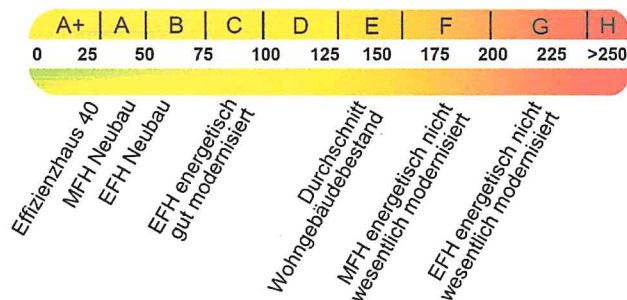 A+ A B C D E F G H
0 25 50 75 100 125 150 175 200 225 >250
Effizienzhaus 40
MFH Neubau
EFH Neubau
EFH energetisch
gut modernisiert
Durchschnitt
Wohngebäudebestand
MFH energetisch nicht
wesentlich modernisiert
EFH energetisch nicht
wesentlich modernisiert